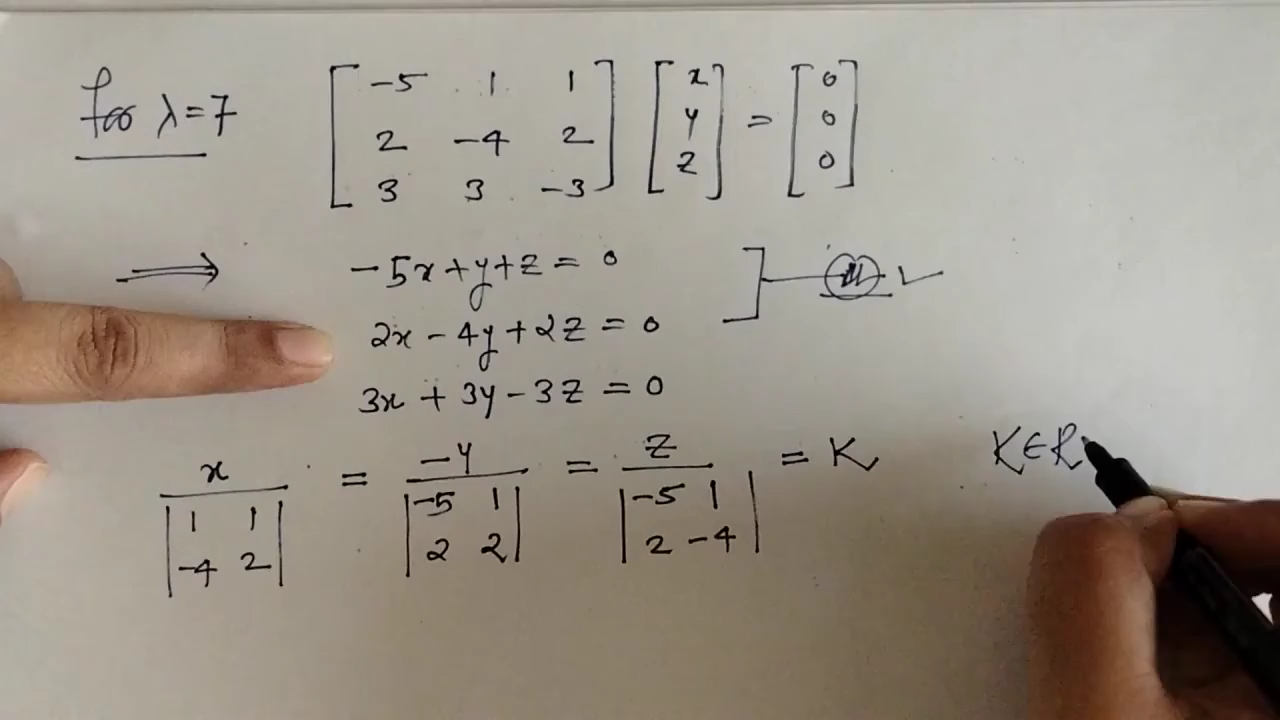 for λ=7 [ -5 1 1 ] [ x ] = [ 0 ]
[ 2 -4 2 ] [ y ] [ 0 ]
[ 3 3 -3 ] [ z ] [ 0 ]
⟹ -5x+y+z = 0
2x - 4y + 2z = 0
3x + 3y - 3z = 0
x / |1 1; -4 2| = -y / |-5 1; 2 2| = z / |-5 1; 2 -4| = K K∈R